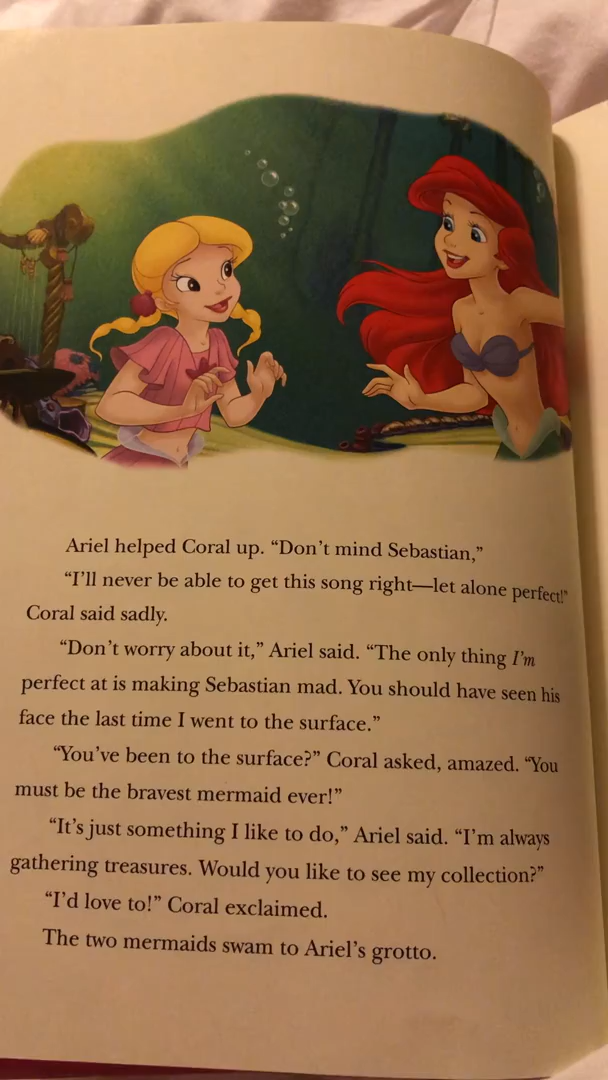 Ariel helped Coral up. “Don’t mind Sebastian,”
“I’ll never be able to get this song right—let alone perfect!”
Coral said sadly.
“Don’t worry about it,” Ariel said. “The only thing I’m
perfect at is making Sebastian mad. You should have seen his
face the last time I went to the surface.”
“You’ve been to the surface?” Coral asked, amazed. “You
must be the bravest mermaid ever!”
“It’s just something I like to do,” Ariel said. “I’m always
gathering treasures. Would you like to see my collection?”
“I’d love to!” Coral exclaimed.
The two mermaids swam to Ariel’s grotto.